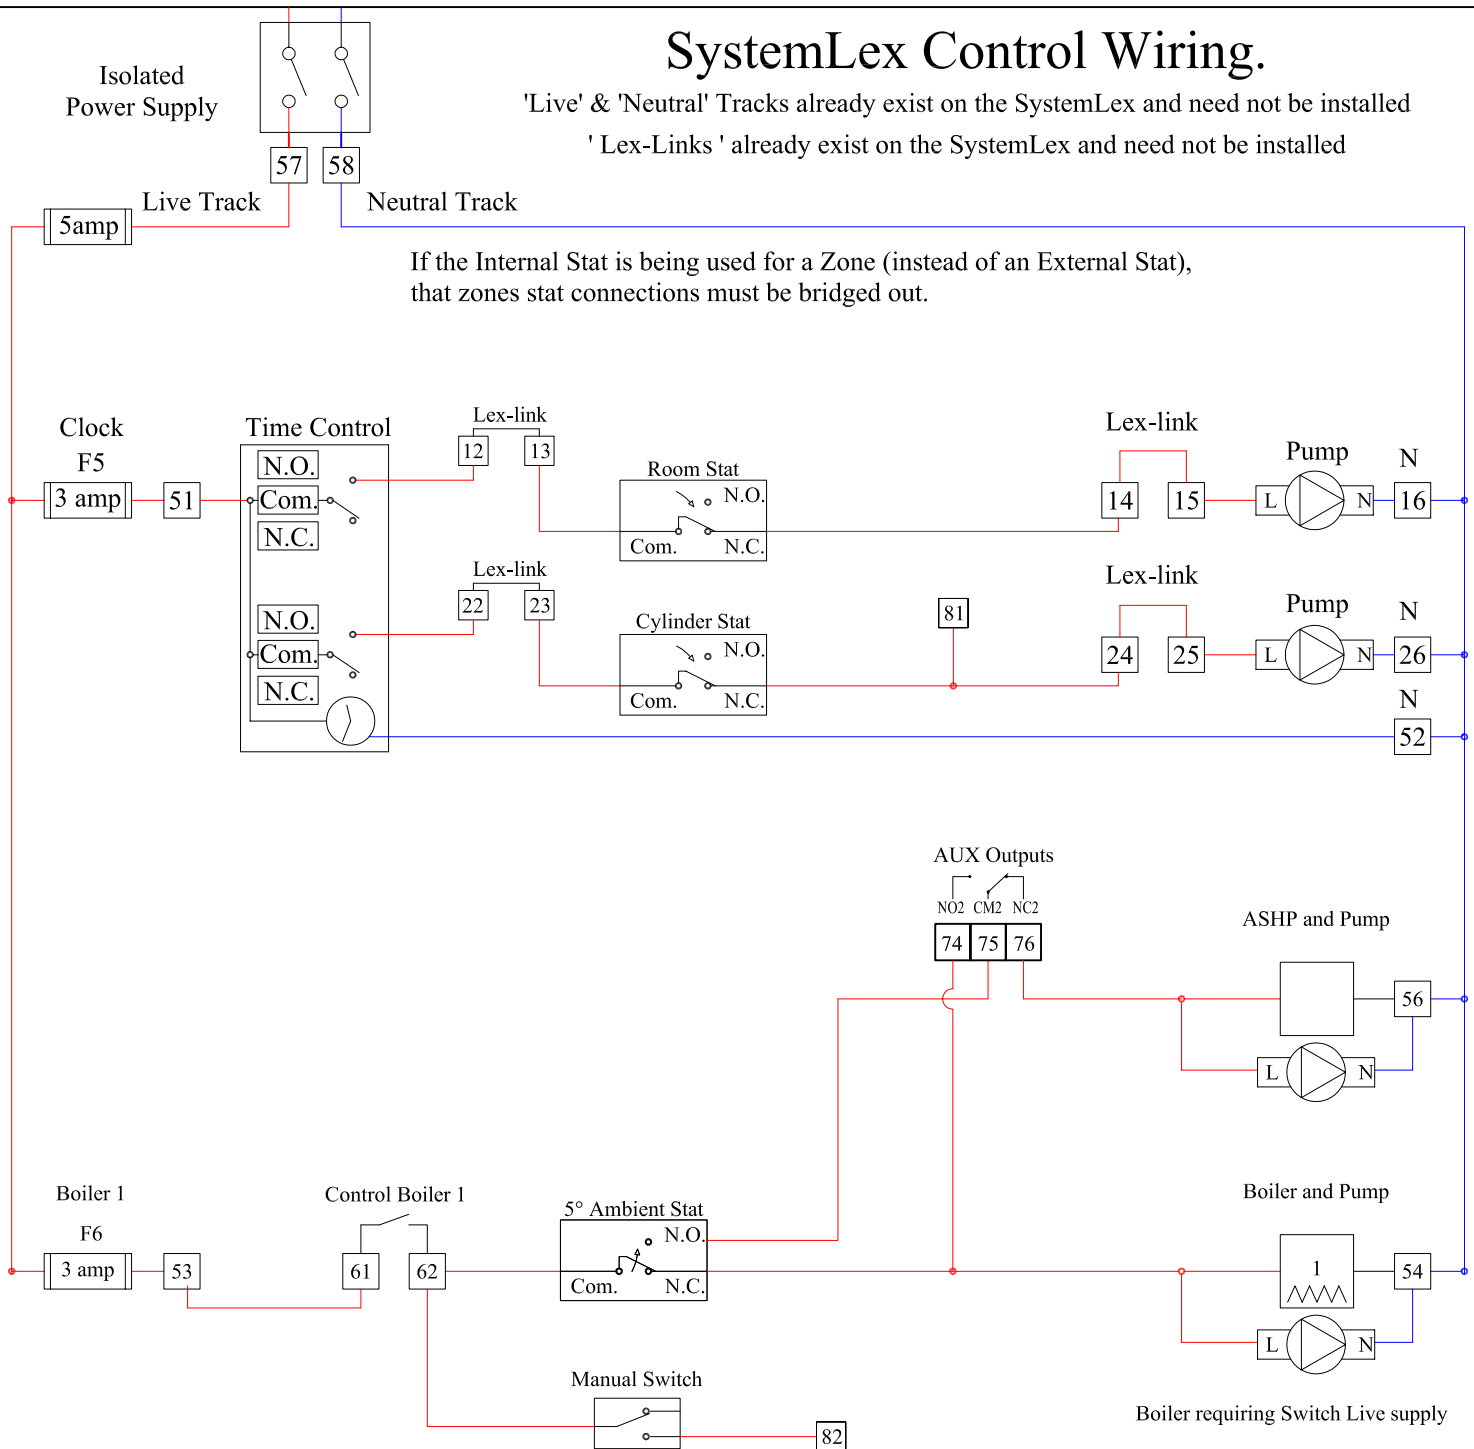 SystemLex Control Wiring.
'Live' & 'Neutral' Tracks already exist on the SystemLex and need not be installed
' Lex-Links ' already exist on the SystemLex and need not be installed
Isolated
Power Supply
57
58
Live Track
Neutral Track
5amp
If the Internal Stat is being used for a Zone (instead of an External Stat),
that zones stat connections must be bridged out.
Clock
F5
3 amp
51
Time Control
N.O.
Com.
N.C.
N.O.
Com.
N.C.
Lex-link
12
13
Room Stat
N.O.
Com.
N.C.
Lex-link
14
15
Pump
L
N
N
16
Lex-link
22
23
Cylinder Stat
N.O.
Com.
N.C.
81
Lex-link
24
25
Pump
L
N
N
26
N
52
AUX Outputs
NO2 CM2 NC2
74
75
76
ASHP and Pump
56
L
N
Boiler 1
F6
3 amp
53
Control Boiler 1
61
62
5° Ambient Stat
N.O.
Com.
N.C.
Boiler and Pump
1
54
L
N
Manual Switch
82
Boiler requiring Switch Live supply